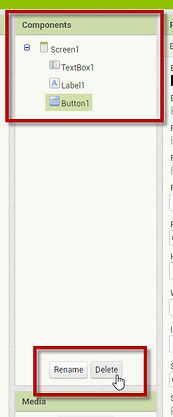 Components
Screen1
TextBox1
Label1
Button1
Rename Delete
Media